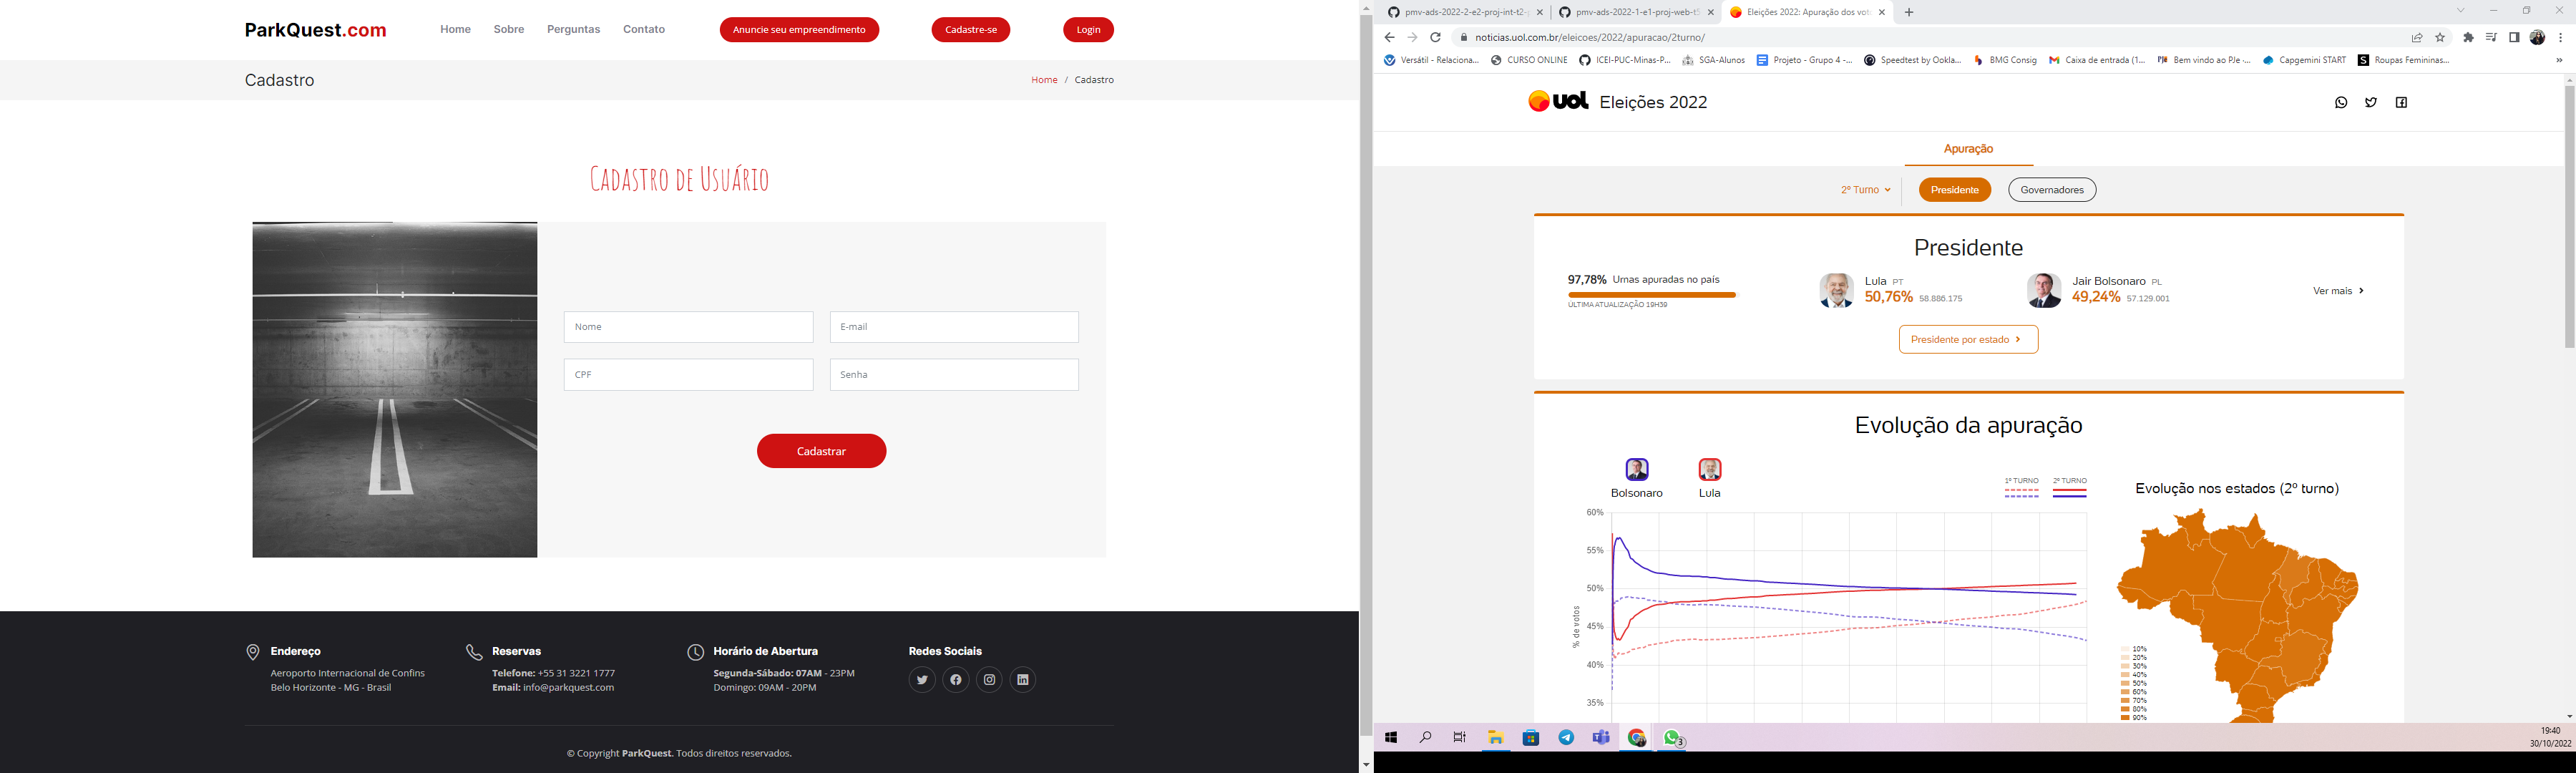 ParkQuest.com
Home Sobre Perguntas Contato
Anuncie seu empreendimento
Cadastre-se
Login
Cadastro
Home / Cadastro
Cadastro de Usuário
Nome
E-mail
CPF
Senha
Cadastrar
Endereço
Aeroporto Internacional de Confins
Belo Horizonte - MG - Brasil
Reservas
Telefone: +55 31 3221 1777
Email: info@parkquest.com
Horário de Abertura
Segunda-Sábado: 07AM - 23PM
Domingo: 09AM - 20PM
Redes Sociais
© Copyright ParkQuest. Todos direitos reservados.
pmv-ads-2022-2-e2-proj-int-t2-
pmv-ads-2022-1-e1-proj-web-t5
Eleições 2022: Apuração dos voto
noticias.uol.com.br/eleicoes/2022/apuracao/2turno/
Versátil - Relaciona...
CURSO ONLINE
ICEI-PUC-Minas-P...
SGA-Alunos
Projeto - Grupo 4 -...
Speedtest by Ookla...
BMG Consig
Caixa de entrada (1...
PJe Bem vindo ao PJe -...
Capgemini START
S Roupas Femininas...
»
uol Eleições 2022
Apuração
2º Turno
Presidente
Governadores
Presidente
97,78% Urnas apuradas no país
ÚLTIMA ATUALIZAÇÃO 19H39
Lula PT
50,76% 58.886.175
Jair Bolsonaro PL
49,24% 57.129.001
Ver mais
Presidente por estado
Evolução da apuração
Bolsonaro
Lula
1º TURNO 2º TURNO
60%
55%
50%
45%
40%
35%
% de votos
Evolução nos estados (2º turno)
10%
20%
30%
40%
50%
60%
70%
80%
90%
3
19:40
30/10/2022